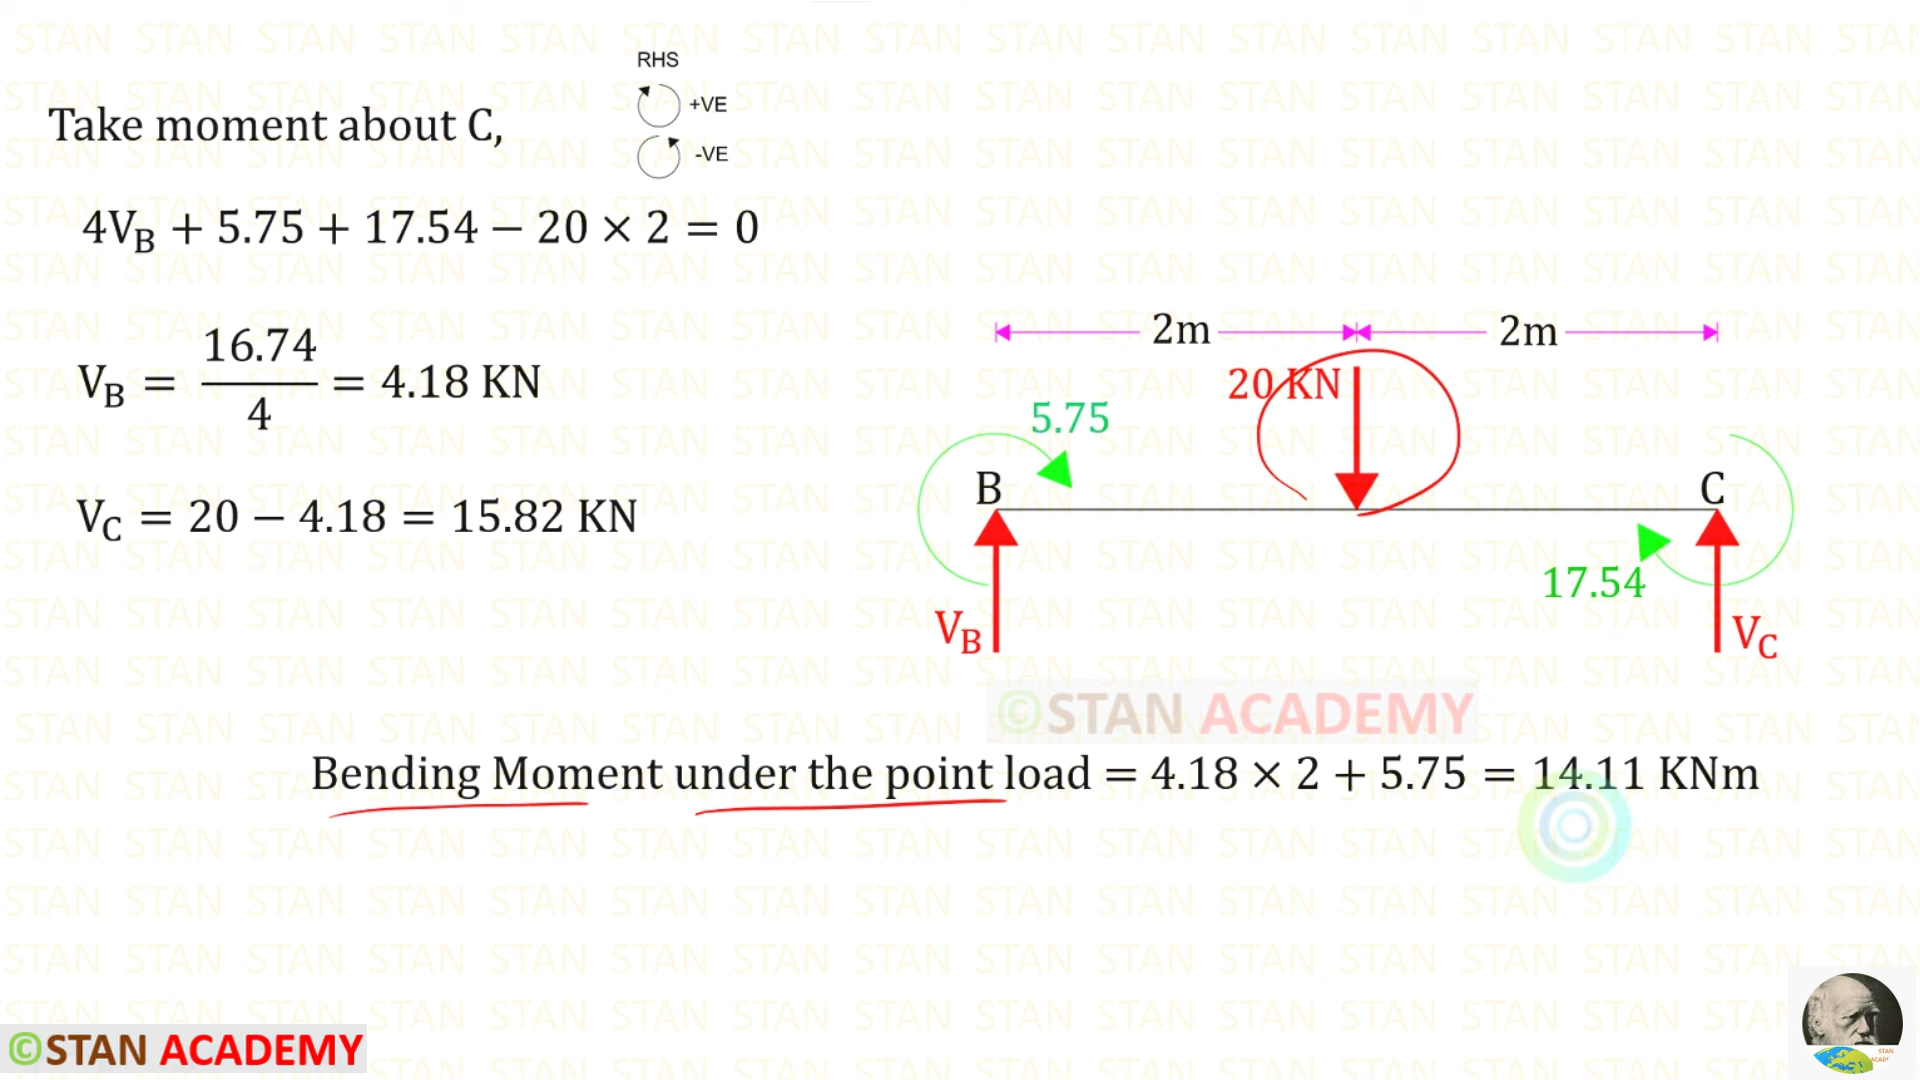 RHS
+VE
-VE
Take moment about C,
4V_B + 5.75 + 17.54 − 20 × 2 = 0
V_B = 16.74/4 = 4.18 KN
V_C = 20 − 4.18 = 15.82 KN
2m 2m
20 KN
5.75
B C
17.54
V_B V_C
©STAN ACADEMY
Bending Moment under the point load = 4.18 × 2 + 5.75 = 14.11 KNm
©STAN ACADEMY